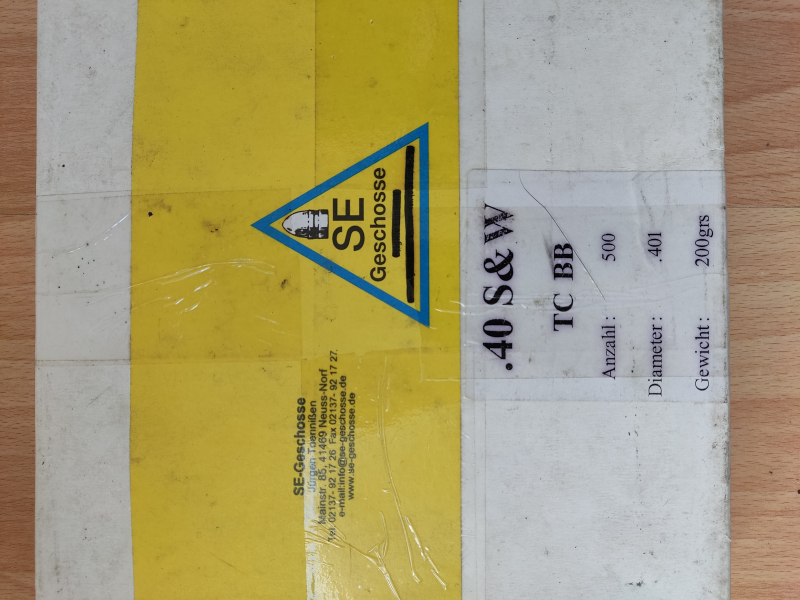 SE
Geschosse
SE-Geschosse
Jürgen Toennißen
Mainstr. 85, 41469 Neuss-Norf
Tel. 02137- 92 17 26 Fax 02137- 92 17 27
e-mail:info@se-geschosse.de
www.se-geschosse.de
.40 S&W
TC BB
Anzahl : 500
Diameter : .401
Gewicht : 200grs